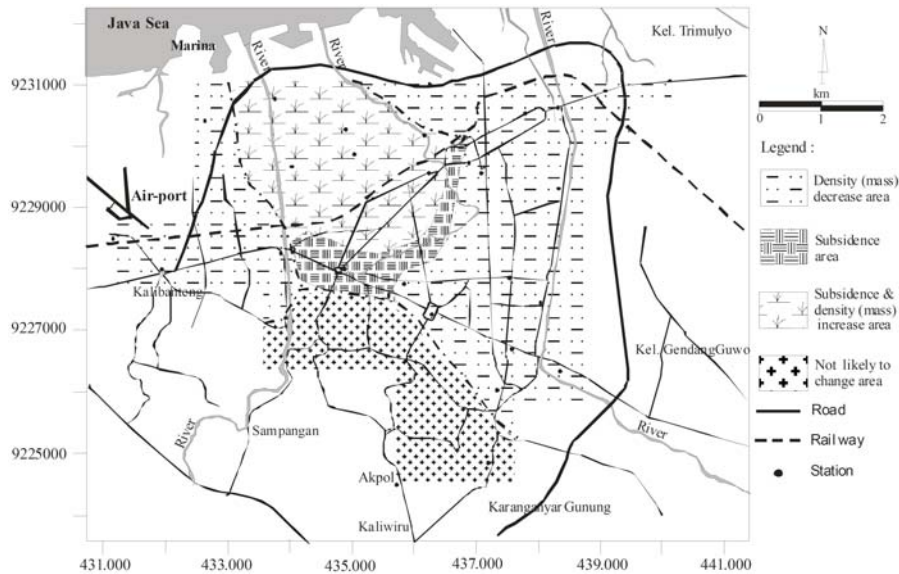 Java Sea
Marina
River
River
River
Kel. Trimulyo
N
km
0 1 2
9231000
9229000
9227000
9225000
Air-port
Kalibanteng
Sampangan
River
Akpol
Kaliwiru
Karanganyar Gunung
Kel. GendangGuwo
River
Legend :
Density (mass)
decrease area
Subsidence
area
Subsidence &
density (mass)
increase area
Not likely to
change area
Road
Railway
Station
431.000 433.000 435.000 437.000 439.000 441.000